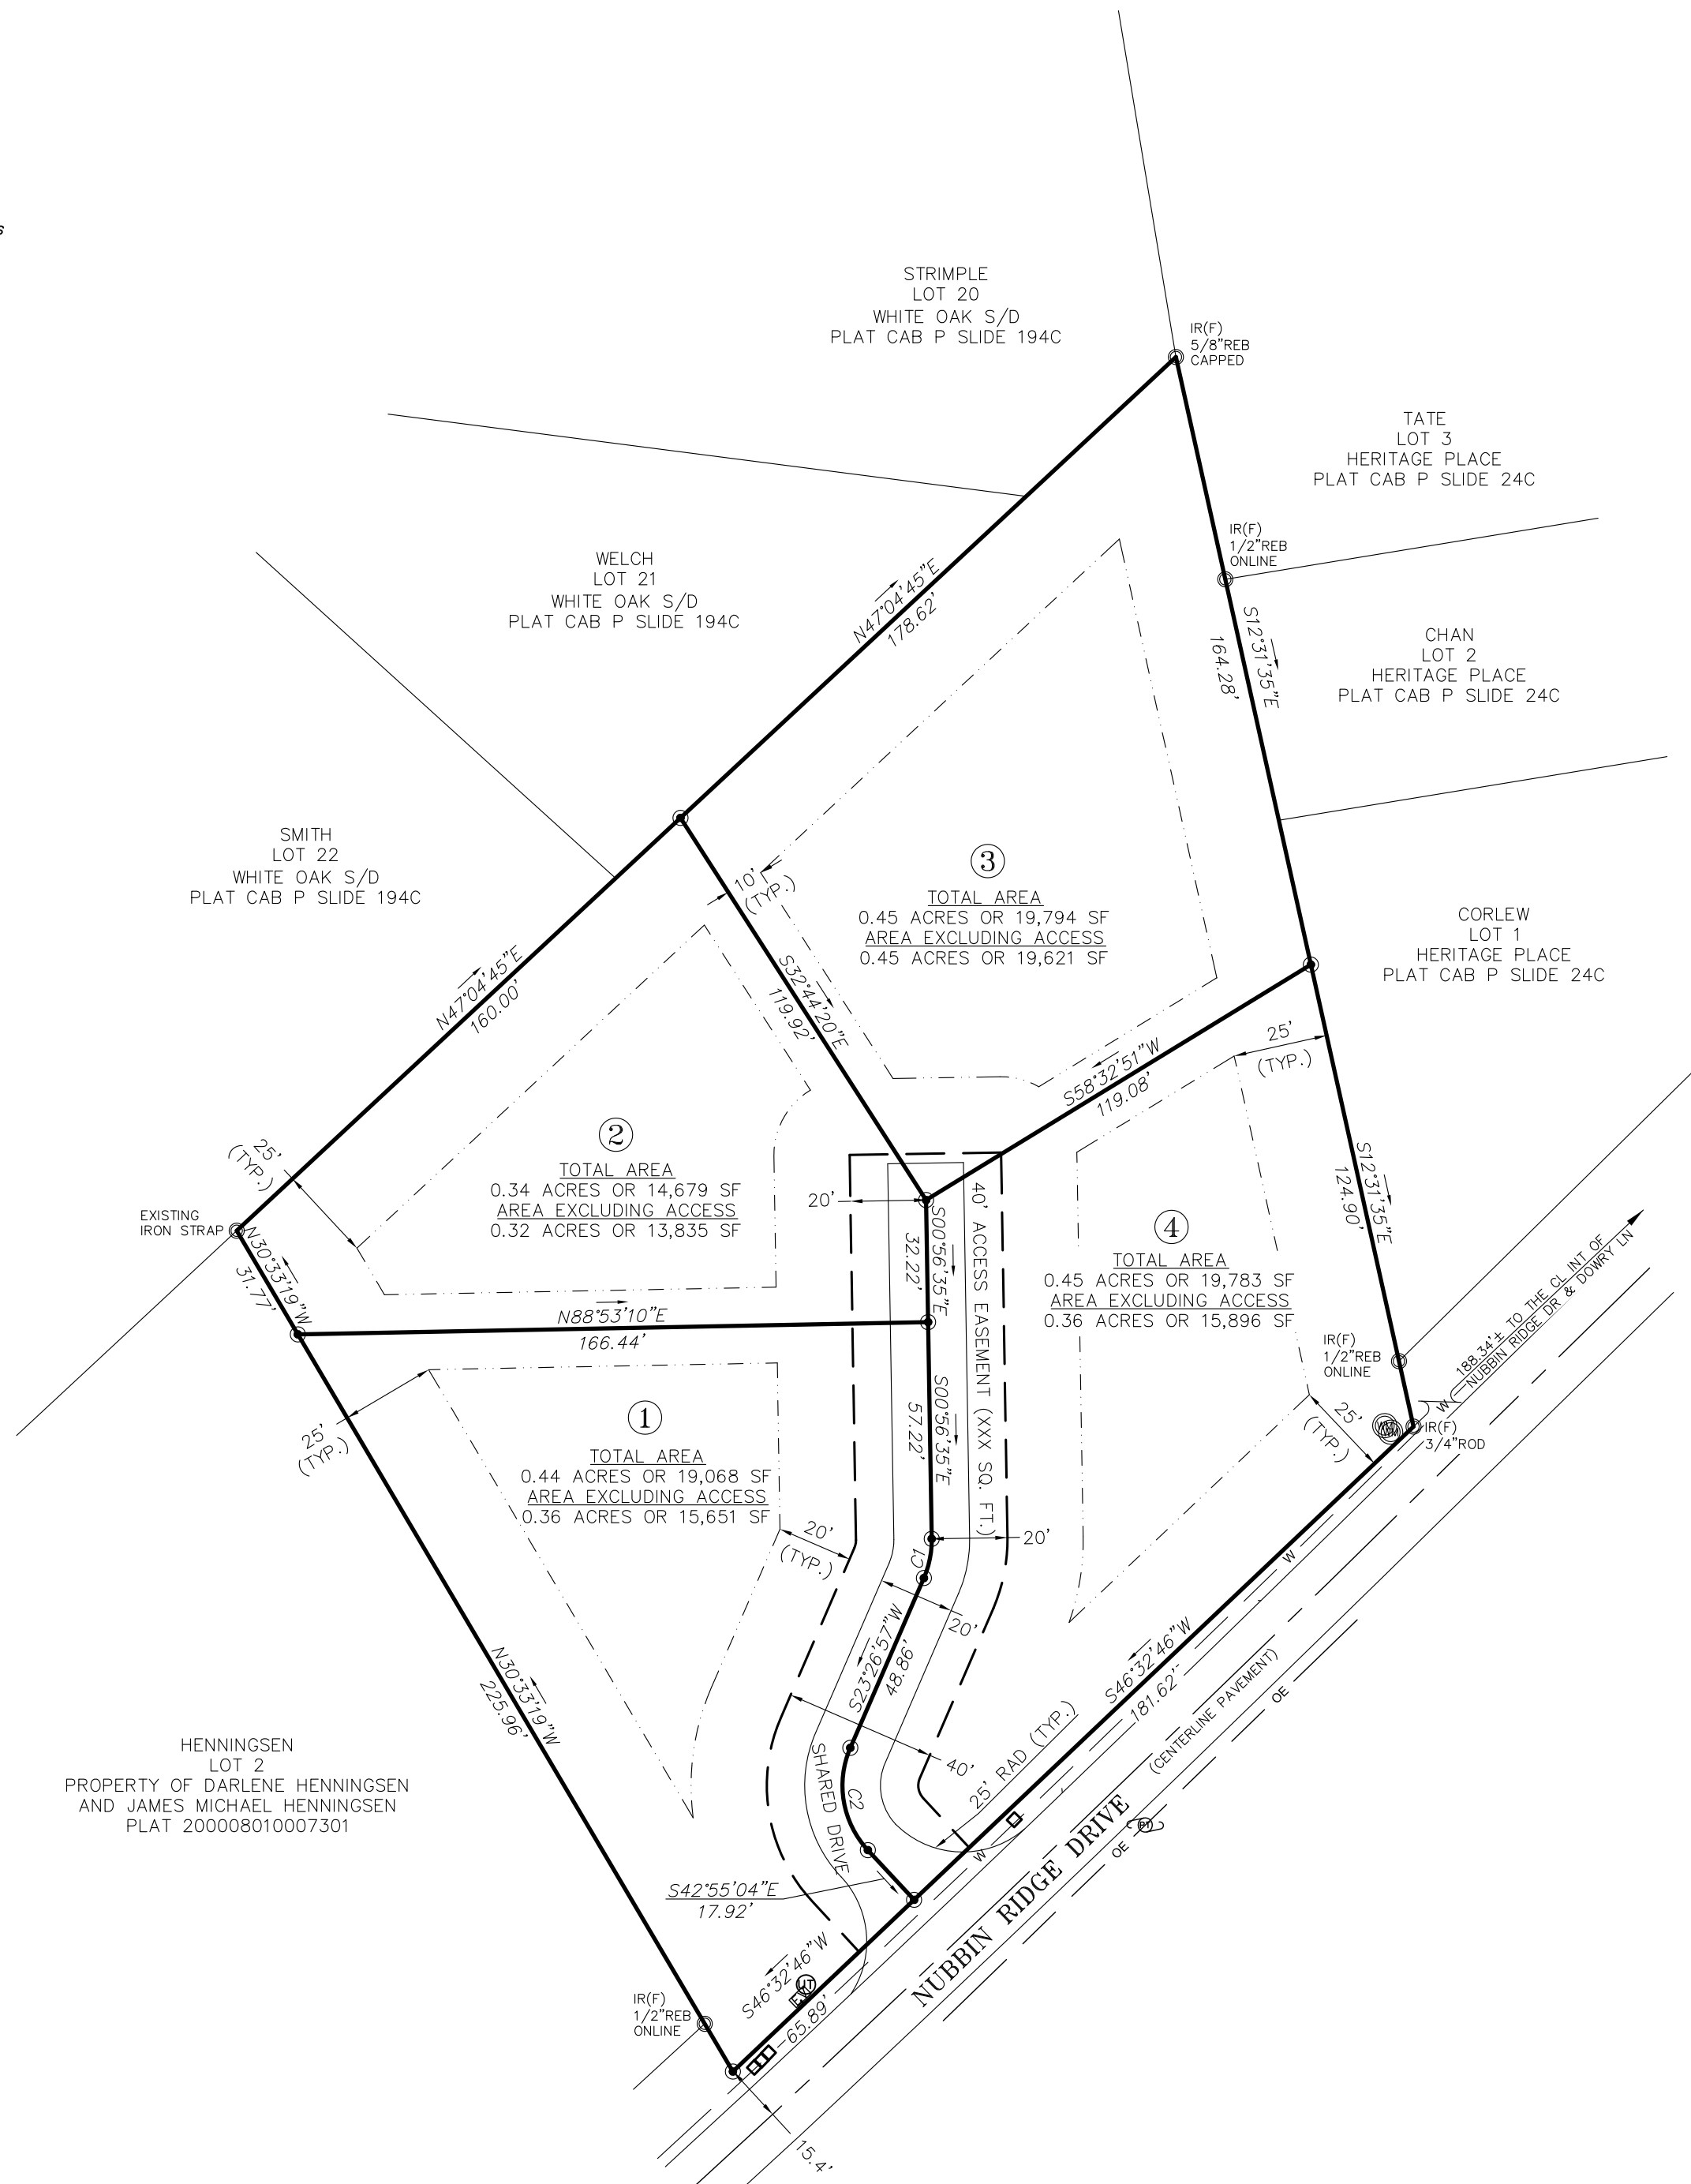 s
STRIMPLE
LOT 20
WHITE OAK S/D
PLAT CAB P SLIDE 194C
IR(F)
5/8"REB
CAPPED
TATE
LOT 3
HERITAGE PLACE
PLAT CAB P SLIDE 24C
IR(F)
1/2"REB
ONLINE
WELCH
LOT 21
WHITE OAK S/D
PLAT CAB P SLIDE 194C
N47°04'45"E
178.62'
S12°31'35"E
164.28'
CHAN
LOT 2
HERITAGE PLACE
PLAT CAB P SLIDE 24C
SMITH
LOT 22
WHITE OAK S/D
PLAT CAB P SLIDE 194C
10'
(TYP.)
3
TOTAL AREA
0.45 ACRES OR 19,794 SF
AREA EXCLUDING ACCESS
0.45 ACRES OR 19,621 SF
CORLEW
LOT 1
HERITAGE PLACE
PLAT CAB P SLIDE 24C
N47°04'45"E
160.00'
S32°44'20"E
119.92'
S58°32'51"W
119.08'
25'
(TYP.)
25'
(TYP.)
2
TOTAL AREA
0.34 ACRES OR 14,679 SF
AREA EXCLUDING ACCESS
0.32 ACRES OR 13,835 SF
20'
EXISTING
IRON STRAP
N30°33'19"W
31.77'
N88°53'10"E
166.44'
S00°56'35"E
32.22'
40' ACCESS EASEMENT (XXX SQ. FT.)
4
TOTAL AREA
0.45 ACRES OR 19,783 SF
AREA EXCLUDING ACCESS
0.36 ACRES OR 15,896 SF
S12°31'35"E
124.90'
188.34'± TO THE CL INT OF
NUBBIN RIDGE DR & DOWRY LN
IR(F)
1/2"REB
ONLINE
W
25'
(TYP.)
IR(F)
3/4"ROD
25'
(TYP.)
1
TOTAL AREA
0.44 ACRES OR 19,068 SF
AREA EXCLUDING ACCESS
0.36 ACRES OR 15,651 SF
S00°56'35"E
57.22'
20'
(TYP.)
20'
C1
20'
W
S23°26'57"W
48.86'
N30°33'19"W
225.96'
S46°32'46"W
181.62'
(CENTERLINE PAVEMENT)
OE
40'
25' RAD (TYP.)
HENNINGSEN
LOT 2
PROPERTY OF DARLENE HENNINGSEN
AND JAMES MICHAEL HENNINGSEN
PLAT 200008010007301
SHARED DRIVE
C2
W
OE
NUBBIN RIDGE DRIVE
S42°55'04"E
17.92'
S46°32'46"W
65.89'
UT
IR(F)
1/2"REB
ONLINE
15.4'